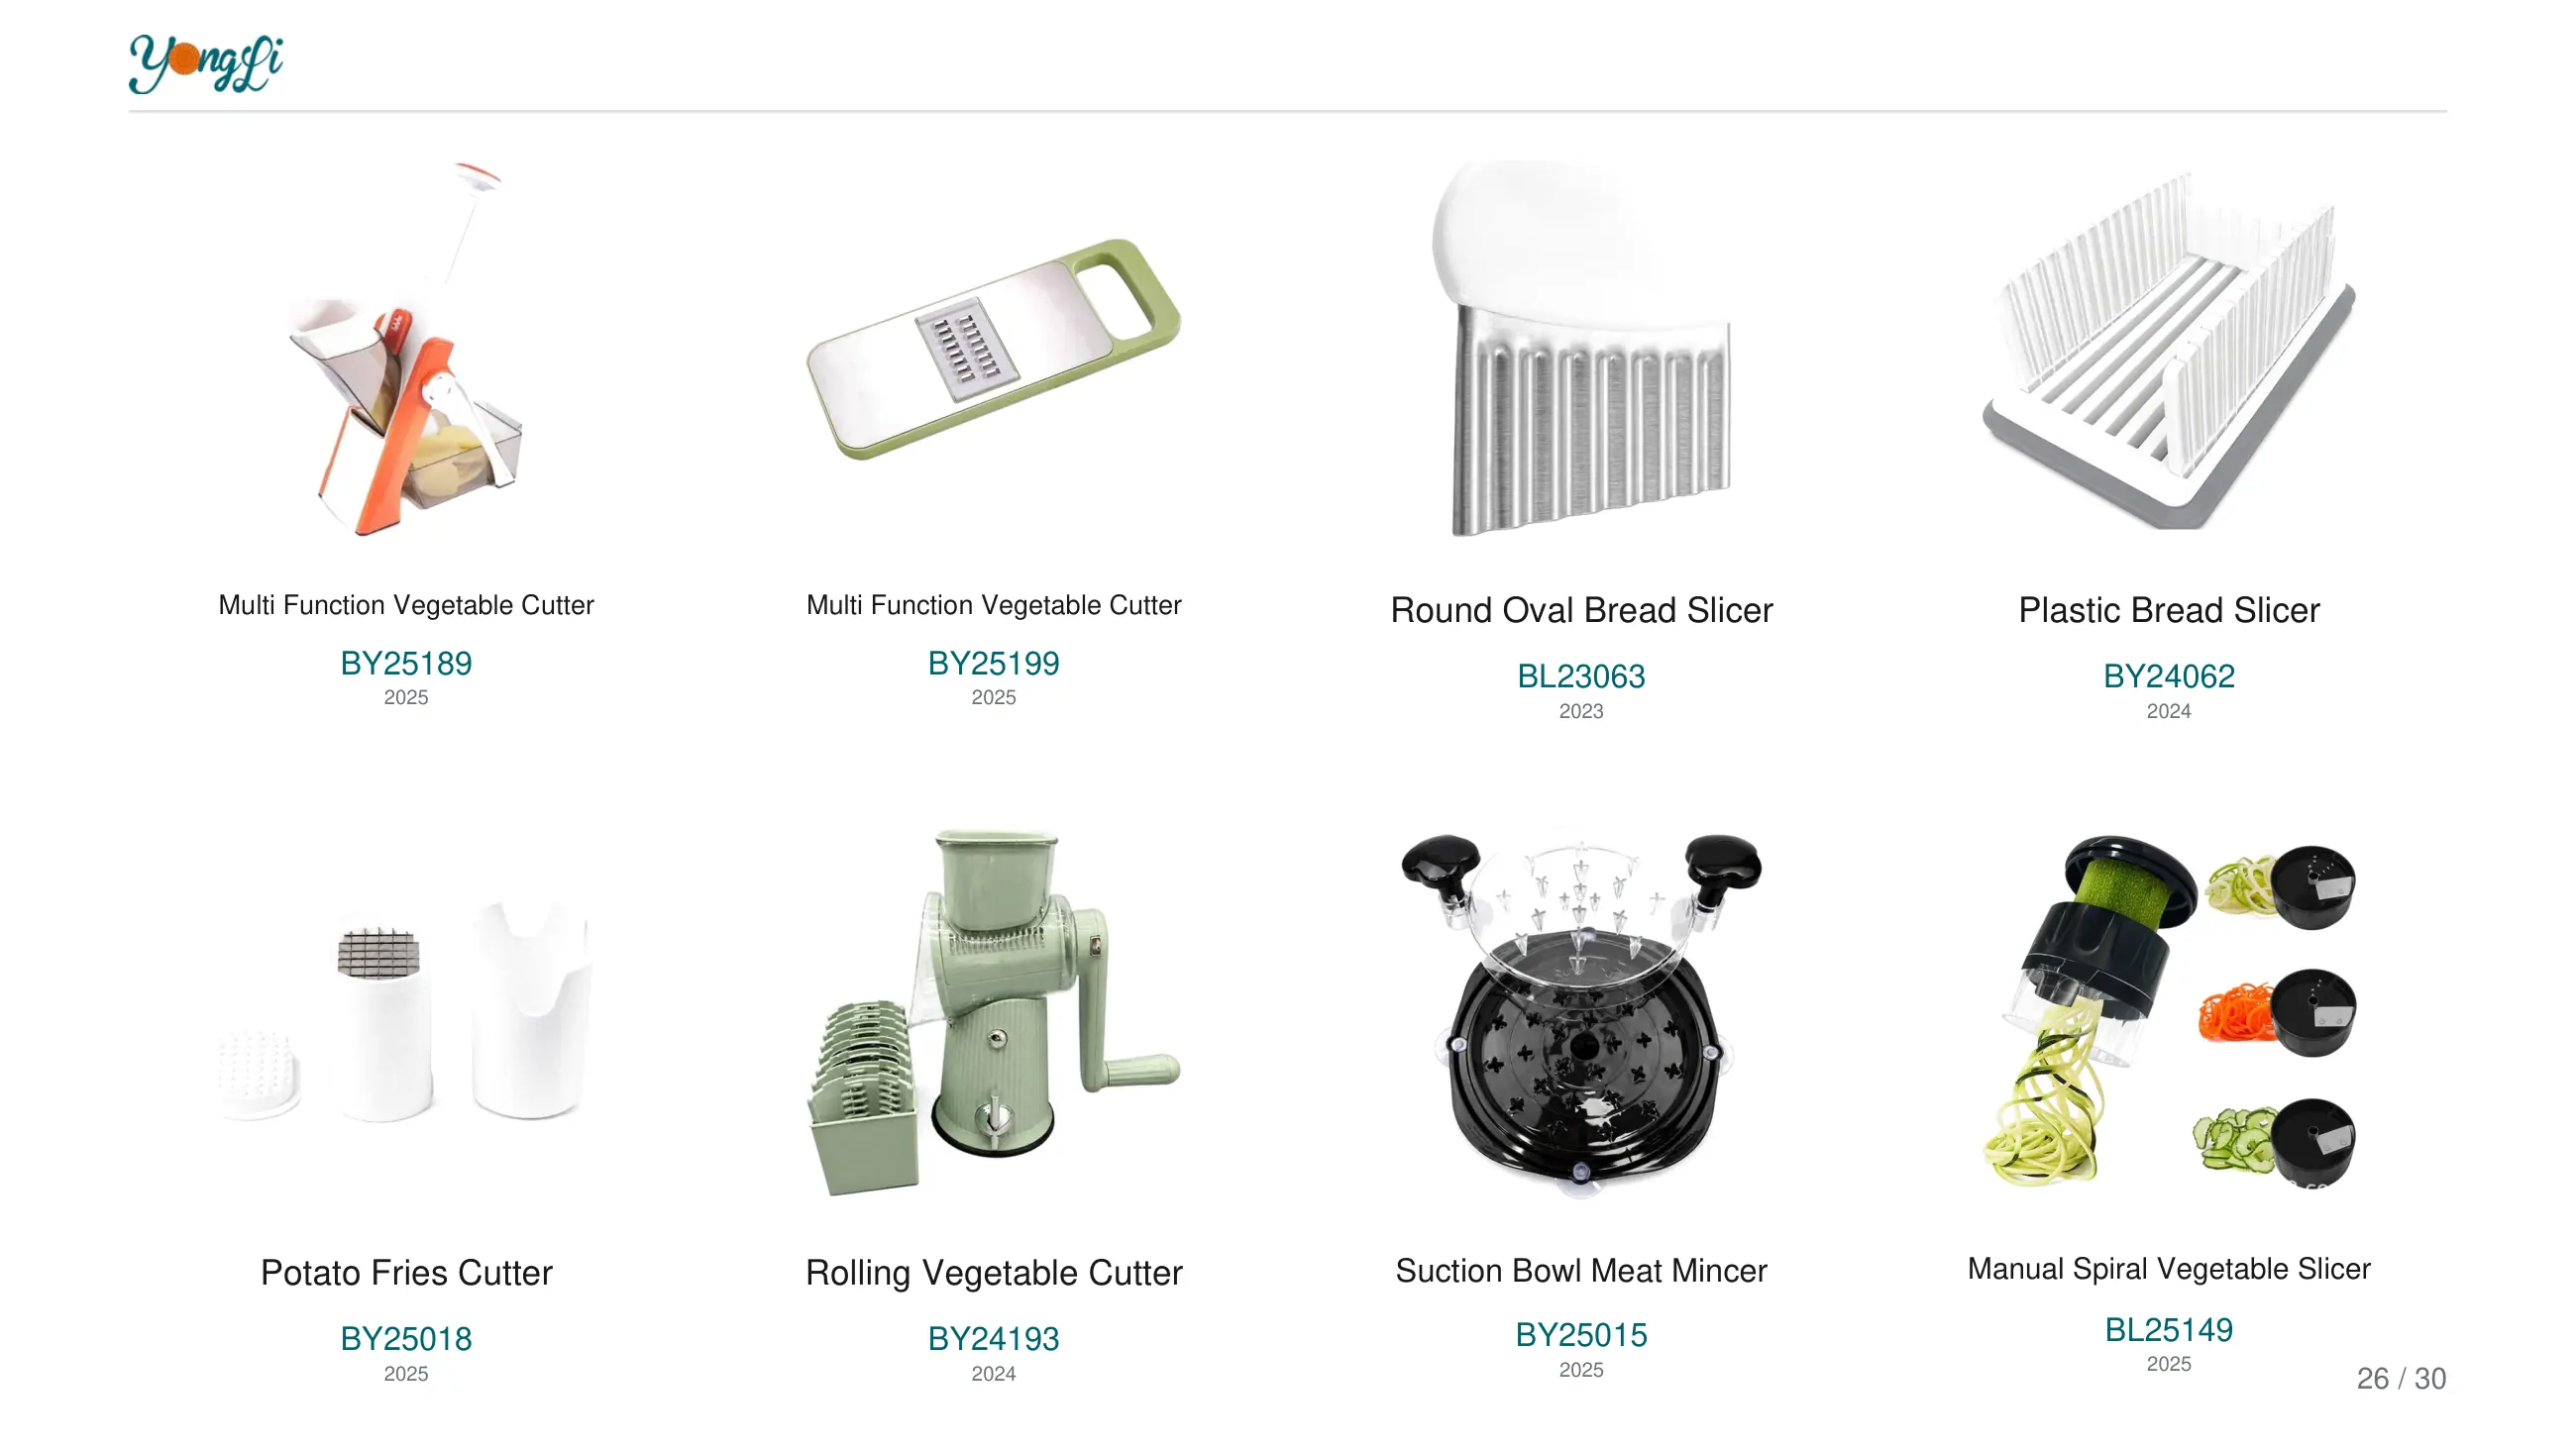 YongLi
Multi Function Vegetable Cutter
BY25189
2025
Multi Function Vegetable Cutter
BY25199
2025
Round Oval Bread Slicer
BL23063
2023
Plastic Bread Slicer
BY24062
2024
Potato Fries Cutter
BY25018
2025
Rolling Vegetable Cutter
BY24193
2024
Suction Bowl Meat Mincer
BY25015
2025
Manual Spiral Vegetable Slicer
BL25149
2025
26 / 30